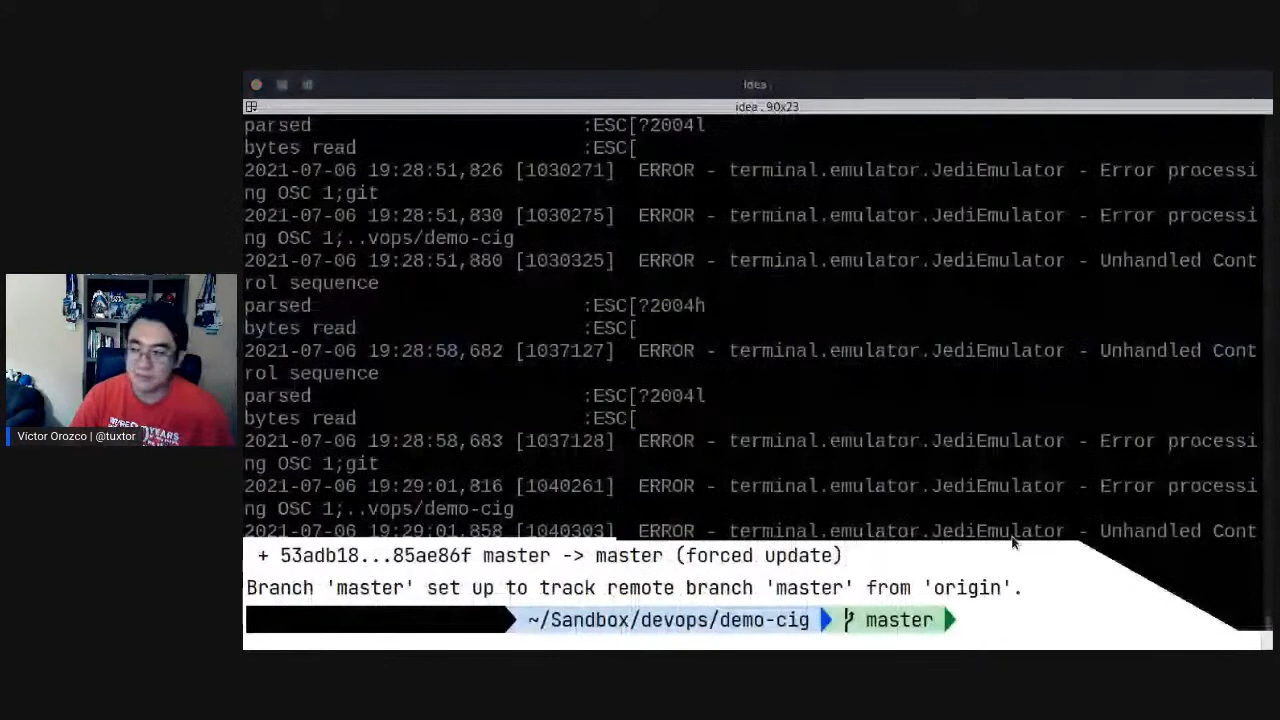 idea .
idea . 90x23
parsed :ESC[?2004l
bytes read :ESC[
2021-07-06 19:28:51,826 [1030271] ERROR - terminal.emulator.JediEmulator - Error processi
ng OSC 1;git
2021-07-06 19:28:51,830 [1030275] ERROR - terminal.emulator.JediEmulator - Error processi
ng OSC 1;..vops/demo-cig
2021-07-06 19:28:51,880 [1030325] ERROR - terminal.emulator.JediEmulator - Unhandled Cont
rol sequence
parsed :ESC[?2004h
bytes read :ESC[
2021-07-06 19:28:58,682 [1037127] ERROR - terminal.emulator.JediEmulator - Unhandled Cont
rol sequence
parsed :ESC[?2004l
bytes read :ESC[
2021-07-06 19:28:58,683 [1037128] ERROR - terminal.emulator.JediEmulator - Error processi
ng OSC 1;git
2021-07-06 19:29:01,816 [1040261] ERROR - terminal.emulator.JediEmulator - Error processi
ng OSC 1;..vops/demo-cig
2021-07-06 19:29:01,858 [1040303] ERROR - terminal.emulator.JediEmulator - Unhandled Cont
+ 53adb18...85ae86f master -> master (forced update)
Branch 'master' set up to track remote branch 'master' from 'origin'.
~/Sandbox/devops/demo-cig master
Víctor Orozco | @tuxtor